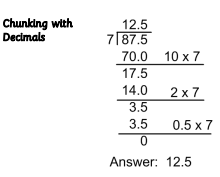 Chunking with
Decimals
12.5
7 87.5
70.0 10 x 7
17.5
14.0 2 x 7
3.5
3.5 0.5 x 7
0
Answer: 12.5